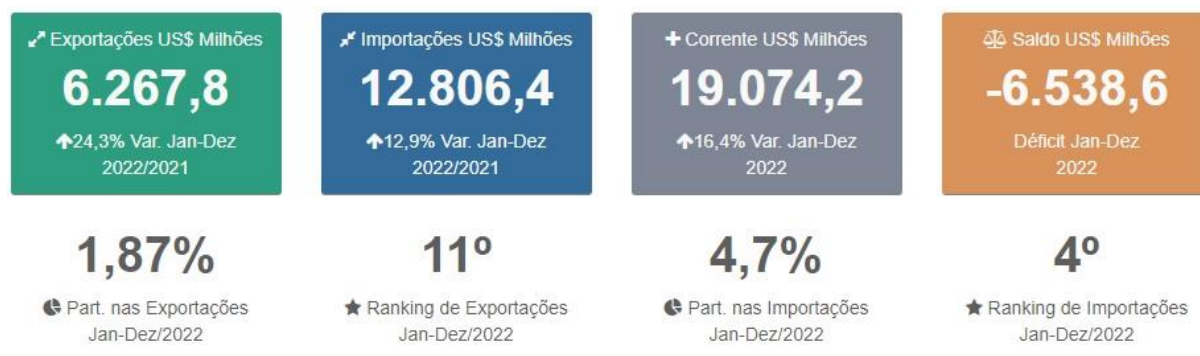 Exportações US$ Milhões
6.267,8
24,3% Var. Jan-Dez
2022/2021
Importações US$ Milhões
12.806,4
12,9% Var. Jan-Dez
2022/2021
Corrente US$ Milhões
19.074,2
16,4% Var. Jan-Dez
2022
Saldo US$ Milhões
-6.538,6
Déficit Jan-Dez
2022
1,87%
Part. nas Exportações
Jan-Dez/2022
11º
Ranking de Exportações
Jan-Dez/2022
4,7%
Part. nas Importações
Jan-Dez/2022
4º
Ranking de Importações
Jan-Dez/2022